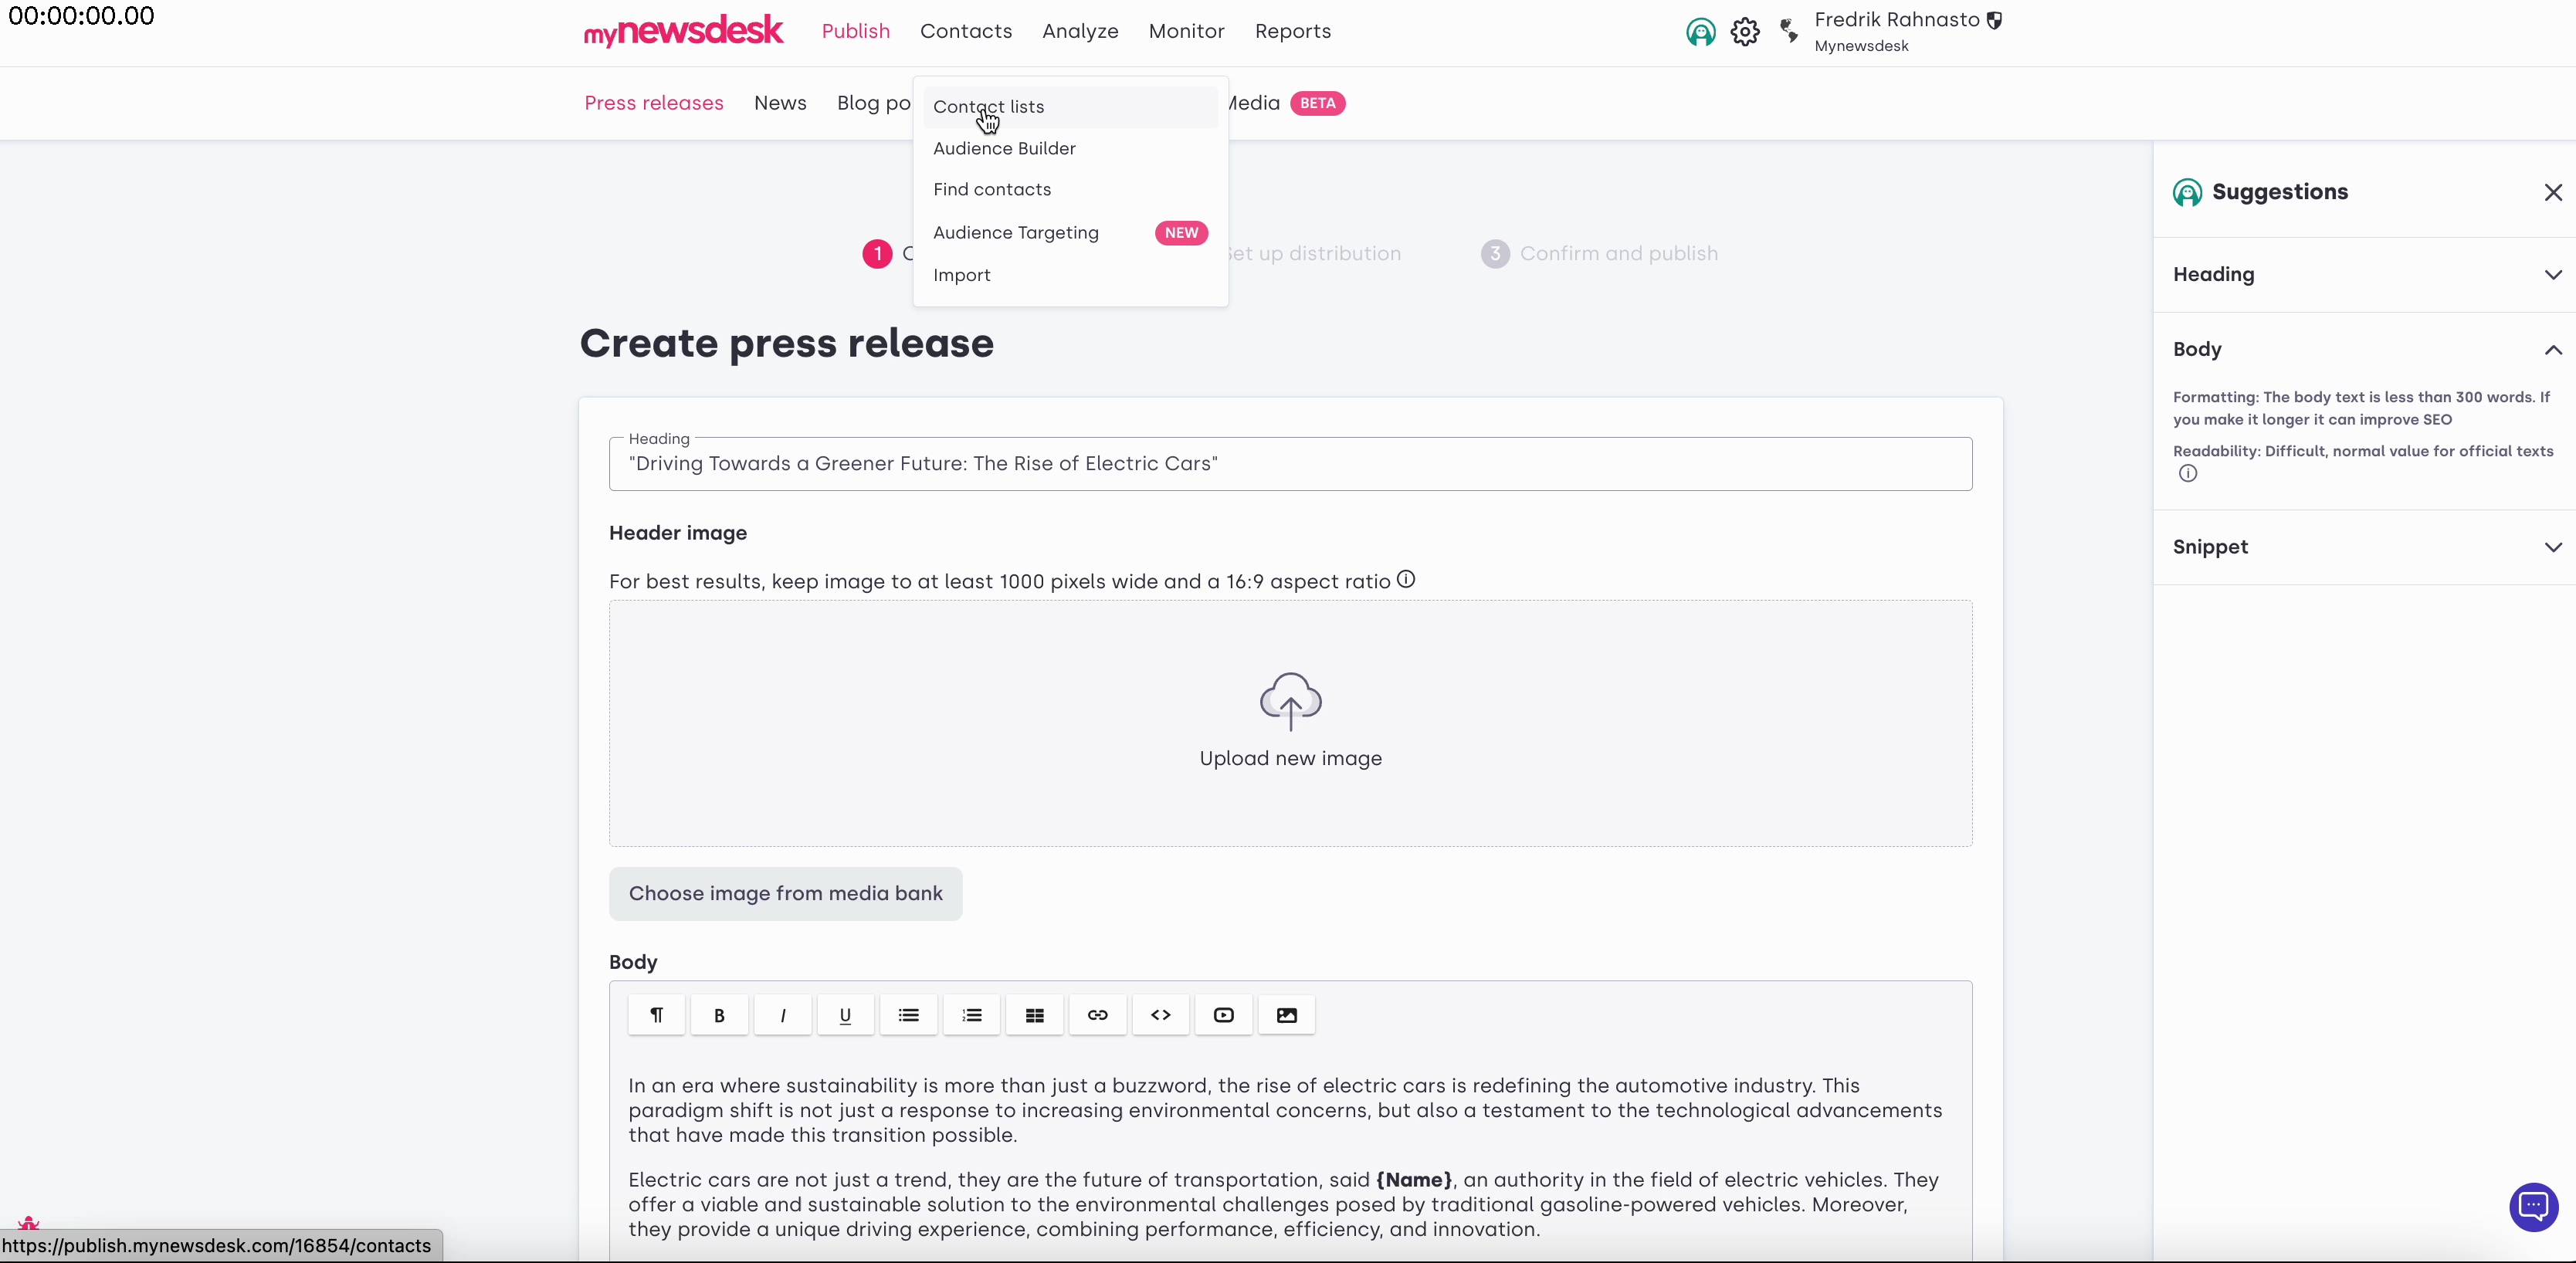 00:00:00.00
mynewsdesk Publish Contacts Analyze Monitor Reports
Fredrik Rahnasto
Mynewsdesk
Press releases News Blog po Media BETA
Contact lists
Audience Builder
Find contacts
Audience Targeting NEW
Import
1 Set up distribution 3 Confirm and publish
Create press release
Heading
"Driving Towards a Greener Future: The Rise of Electric Cars"
Header image
For best results, keep image to at least 1000 pixels wide and a 16:9 aspect ratio
Upload new image
Choose image from media bank
Body
B I U
In an era where sustainability is more than just a buzzword, the rise of electric cars is redefining the automotive industry. This
paradigm shift is not just a response to increasing environmental concerns, but also a testament to the technological advancements
that have made this transition possible.
Electric cars are not just a trend, they are the future of transportation, said {Name}, an authority in the field of electric vehicles. They
offer a viable and sustainable solution to the environmental challenges posed by traditional gasoline-powered vehicles. Moreover,
they provide a unique driving experience, combining performance, efficiency, and innovation.
Suggestions
Heading
Body
Formatting: The body text is less than 300 words. If
you make it longer it can improve SEO
Readability: Difficult, normal value for official texts
Snippet
https://publish.mynewsdesk.com/16854/contacts